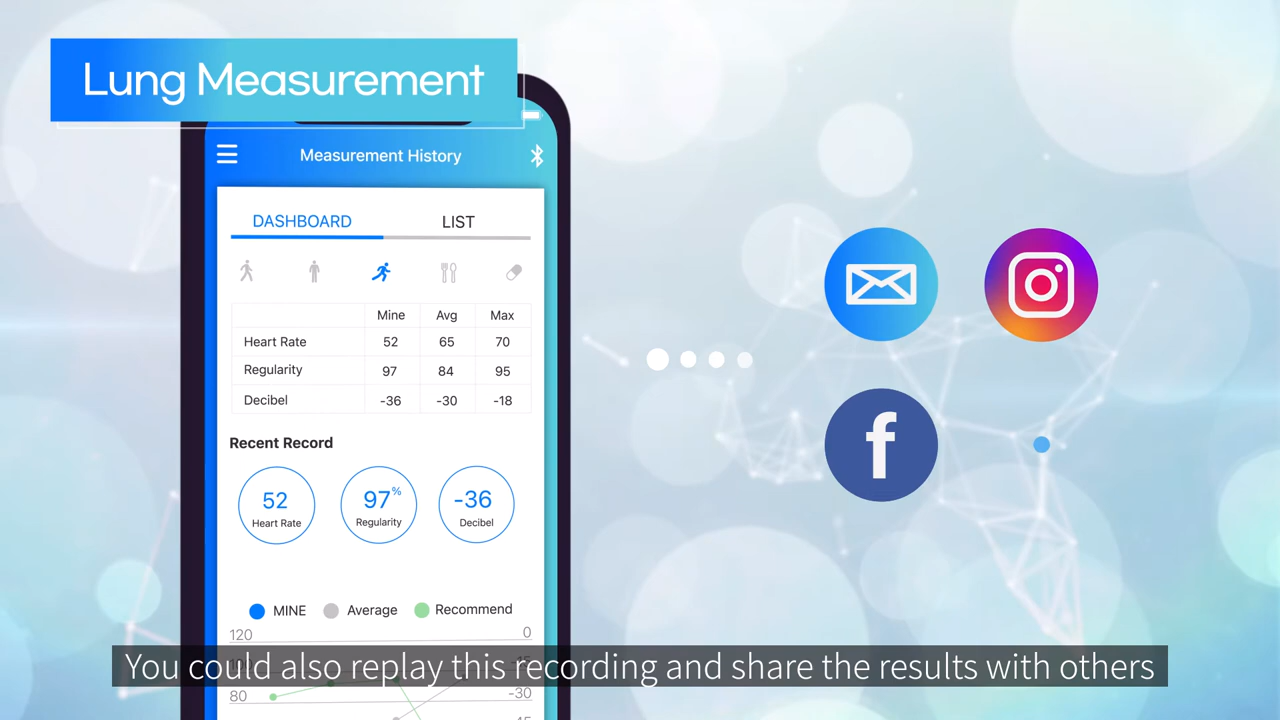 Lung Measurement
Measurement History
DASHBOARD LIST
Mine Avg Max
Heart Rate 52 65 70
Regularity 97 84 95
Decibel -36 -30 -18
Recent Record
52 97% -36
Heart Rate Regularity Decibel
MINE Average Recommend
120 0
You could also replay this recording and share the results with others
80 -30